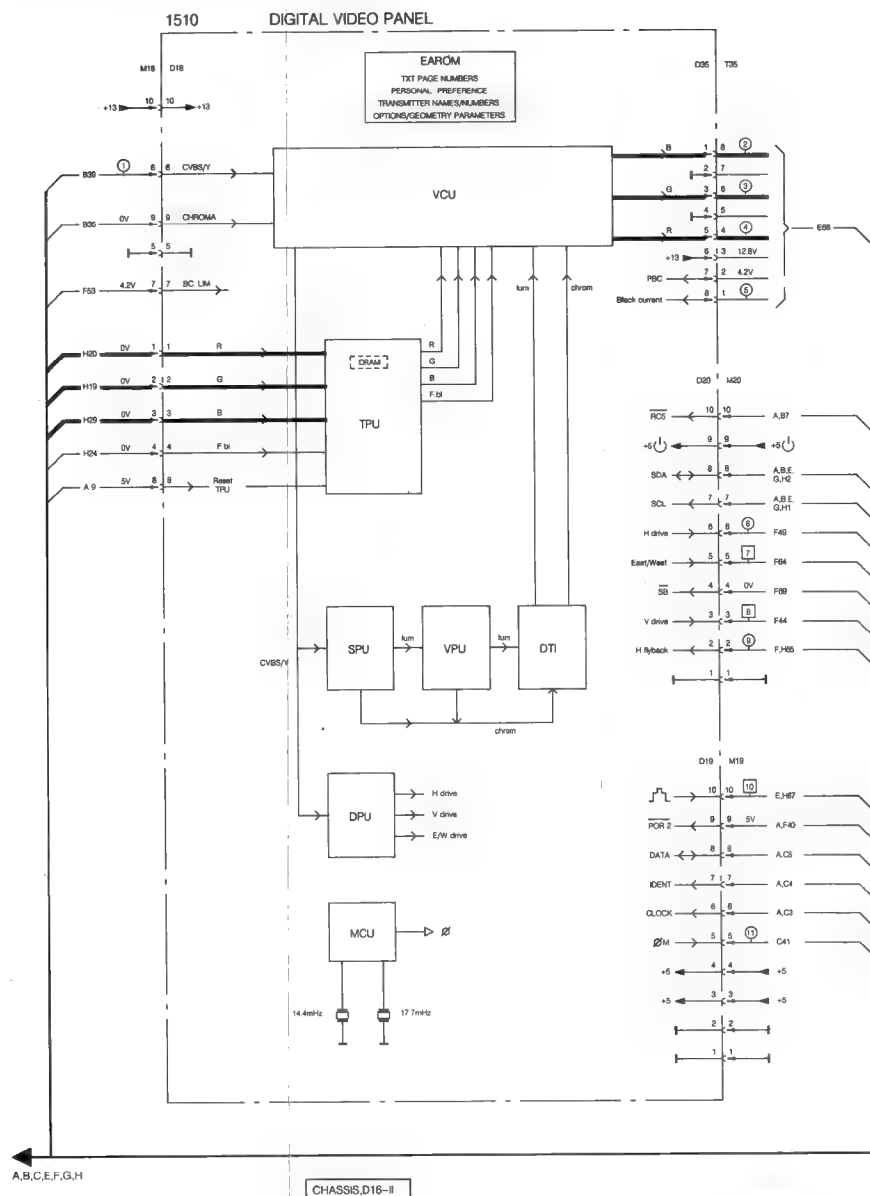 1510 DIGITAL VIDEO PANEL
M16 D18
+13 10 10 +13
EAROM
TXT PAGE NUMBERS
PERSONAL PREFERENCE
TRANSMITTER NAMES/NUMBERS
OPTIONS/GEOMETRY PARAMETERS
D35 T35
B39 1 6 6 CVBS/Y
B35 0V 9 9 CHROMA
5 5
F53 4.2V 7 7 BC LIM
VCU
B 1 8 2
2 7
G 3 6 3
4 5
R 5 4 4
+13 6 3 12.8V
PBC 7 2 4.2V
Black current 8 1 5
E66
lum chrom
H20 0V 1 1 R
H19 0V 2 2 G
H29 0V 3 3 B
H24 0V 4 4 F bl
A 9 5V 8 8 Reset
TPU
DRAM
TPU
R
G
B
F.bl
D20 M20
RC5 10 10 A,B7
+5 9 9 +5
SDA 8 8 A,B,E,
G,H2
SCL 7 7 A,B,E,
G,H1
H drive 6 6 6 F49
East/West 5 5 7 F64
SB 4 4 0V F69
V drive 3 3 8 F44
H flyback 2 2 9 F,H65
1 1
CVBS/Y
SPU lum VPU lum DTI
chrom
DPU
H drive
V drive
E/W drive
MCU Ø
14.4mHz 17.7mHz
D19 M19
10 10 10 E,H67
POR 2 9 9 5V A,F40
DATA 8 8 A,C5
IDENT 7 7 A,C4
CLOCK 6 6 A,C3
ØM 5 5 11 C41
+5 4 4 +5
+5 3 3 +5
2 2
1 1
A,B,C,E,F,G,H
CHASSIS,D16-II